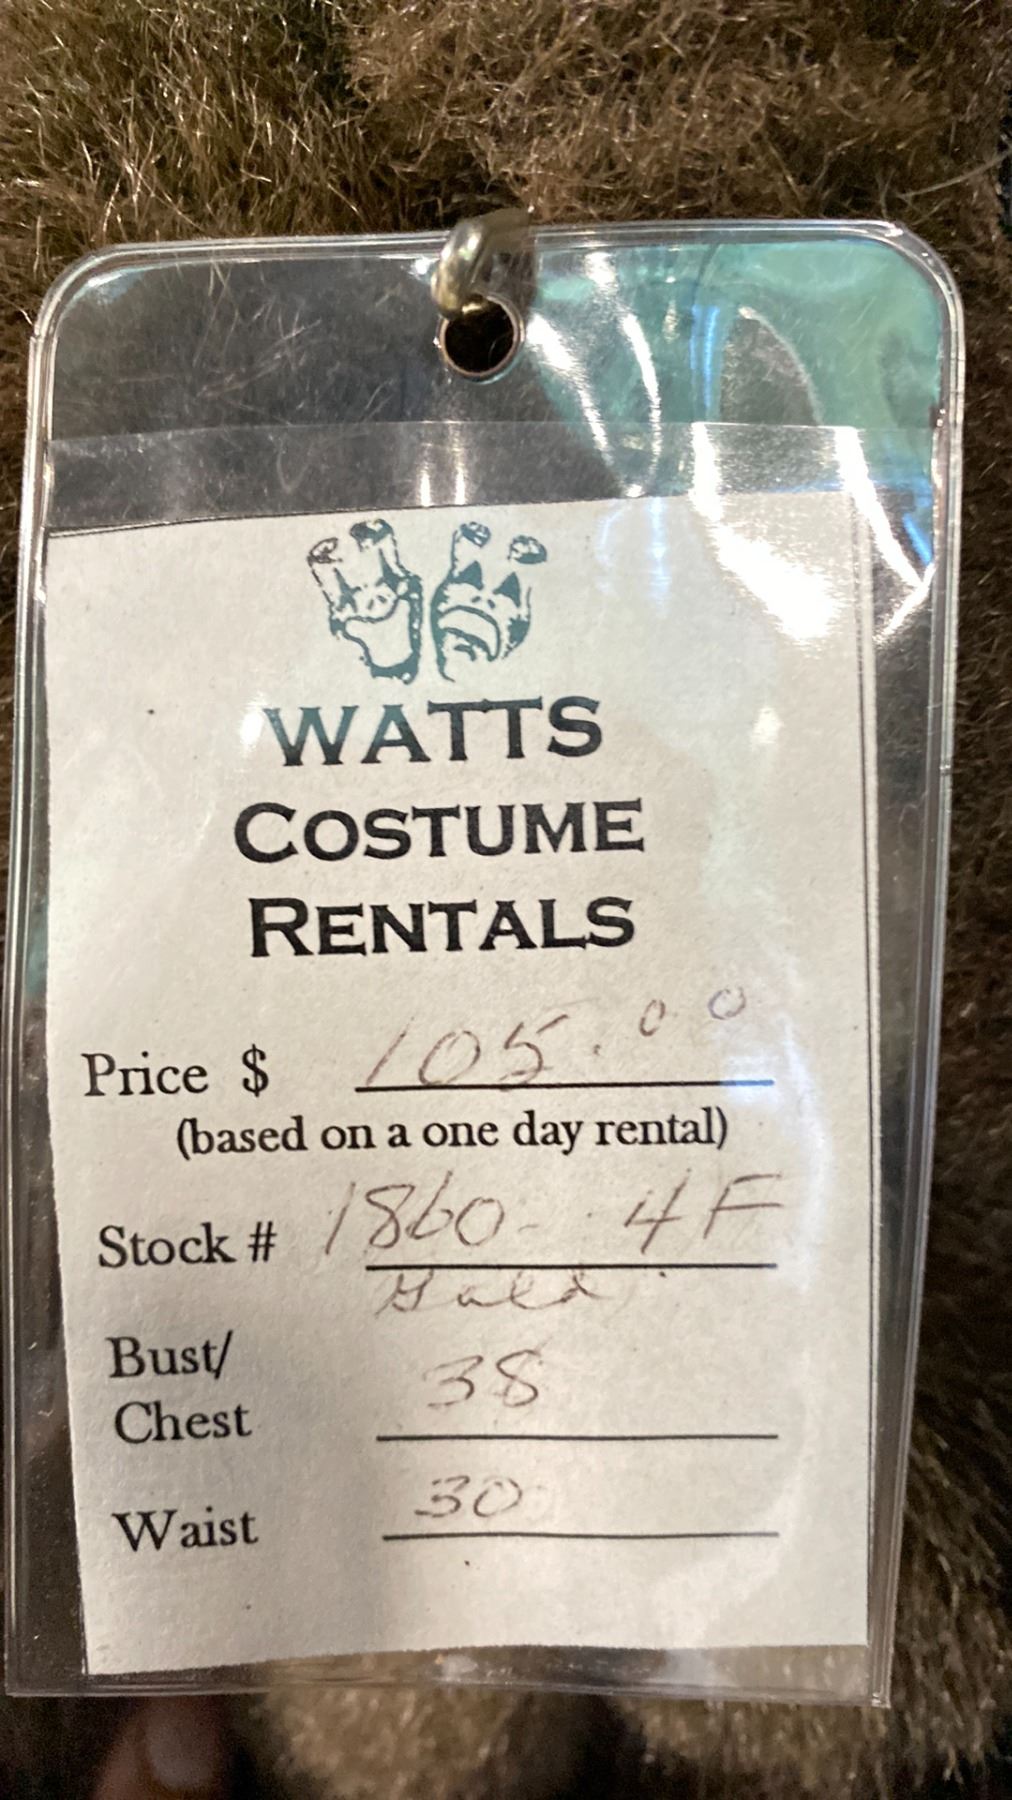 WATTS
COSTUME
RENTALS
Price $ 105.00
(based on a one day rental)
Stock # 1860- 4F
Gold
Bust/
Chest 38
Waist 30